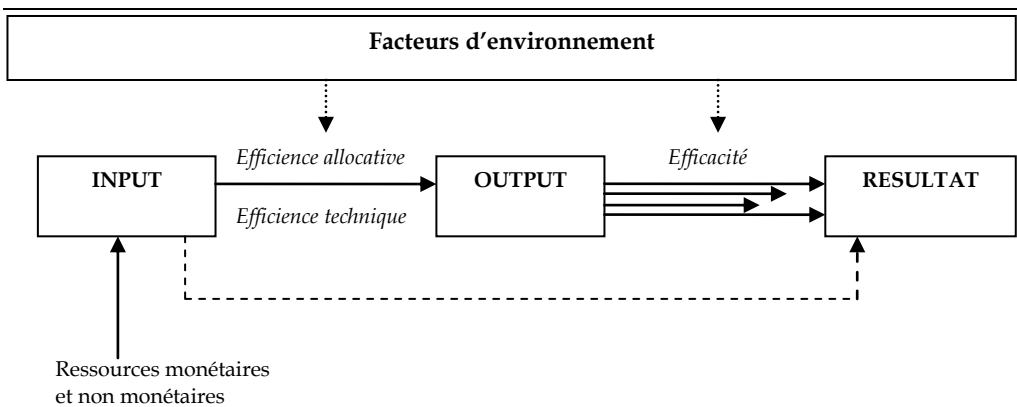 Facteurs d’environnement
Efficience allocative
Efficacité
INPUT
OUTPUT
RESULTAT
Efficience technique
Ressources monétaires
et non monétaires